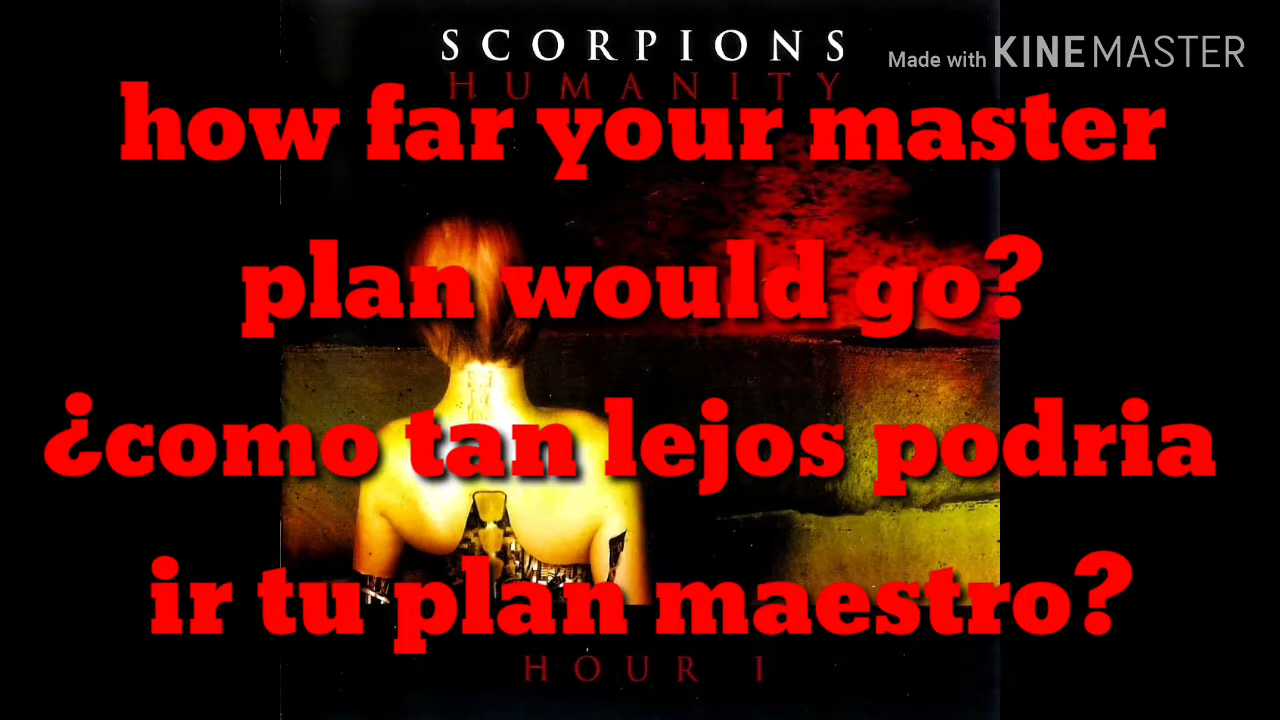 SCORPIONS
Made with KINEMASTER
HUMANITY
how far your master
plan would go?
¿como tan lejos podria
ir tu plan maestro?
HOUR I